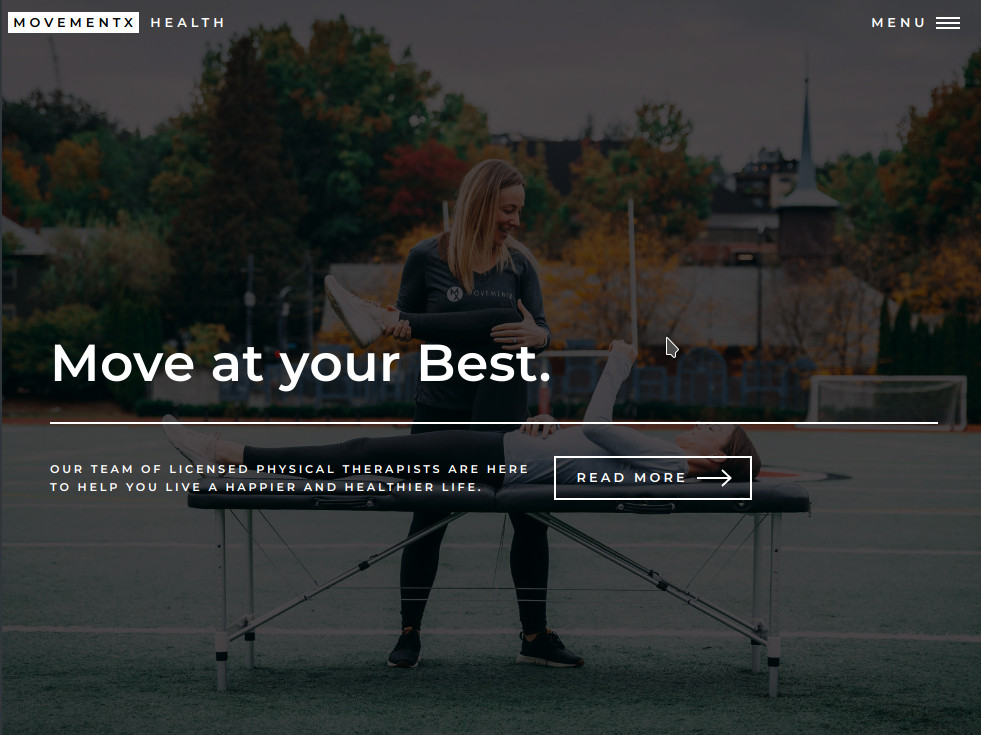 MOVEMENTX HEALTH
MENU
MOVEMENTX
Move at your Best.
OUR TEAM OF LICENSED PHYSICAL THERAPISTS ARE HERE
TO HELP YOU LIVE A HAPPIER AND HEALTHIER LIFE.
READ MORE